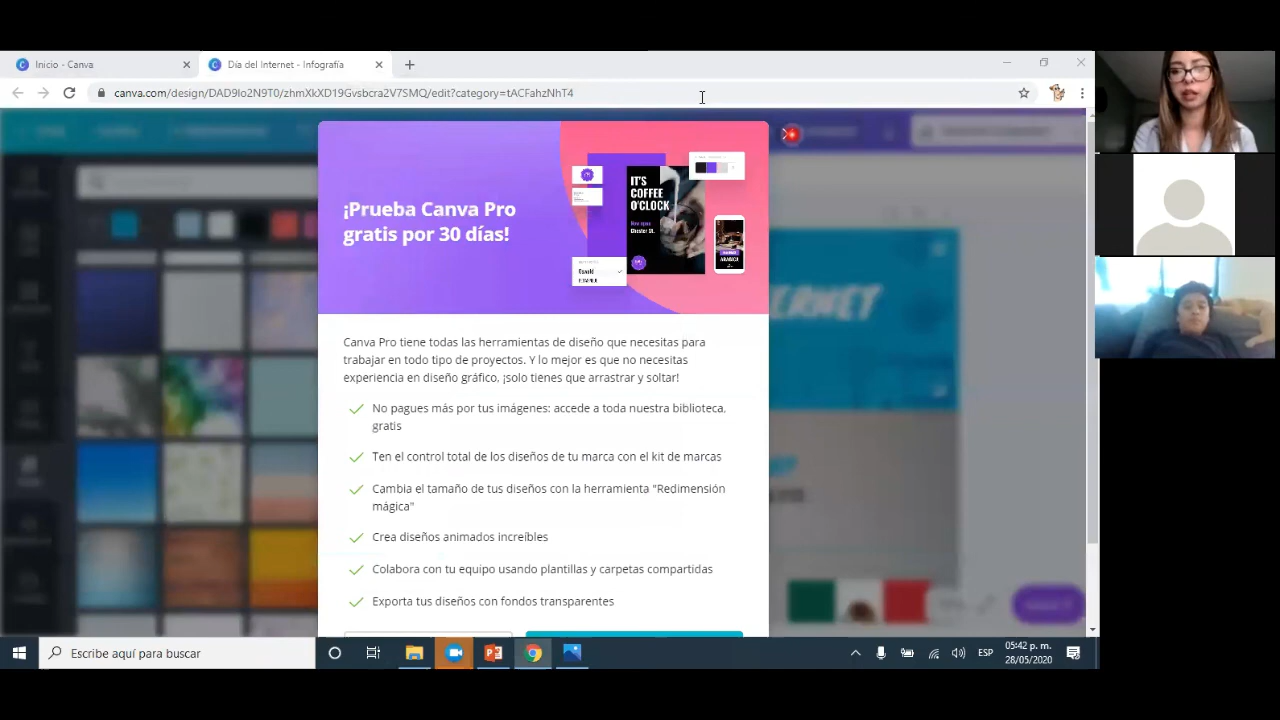 Inicio - Canva
Día del Internet - Infografía
canva.com/design/DAD9Io2N9T0/zhmXkXD19Gvsbcra2V7SMQ/edit?category=tACFahzNhT4
¡Prueba Canva Pro
gratis por 30 días!
IT'S
COFFEE
O'CLOCK
Canva Pro tiene todas las herramientas de diseño que necesitas para
trabajar en todo tipo de proyectos. Y lo mejor es que no necesitas
experiencia en diseño gráfico, ¡solo tienes que arrastrar y soltar!
No pagues más por tus imágenes: accede a toda nuestra biblioteca,
gratis
Ten el control total de los diseños de tu marca con el kit de marcas
Cambia el tamaño de tus diseños con la herramienta "Redimensión
mágica"
Crea diseños animados increíbles
Colabora con tu equipo usando plantillas y carpetas compartidas
Exporta tus diseños con fondos transparentes
Escribe aquí para buscar
ESP
05:42 p. m.
28/05/2020